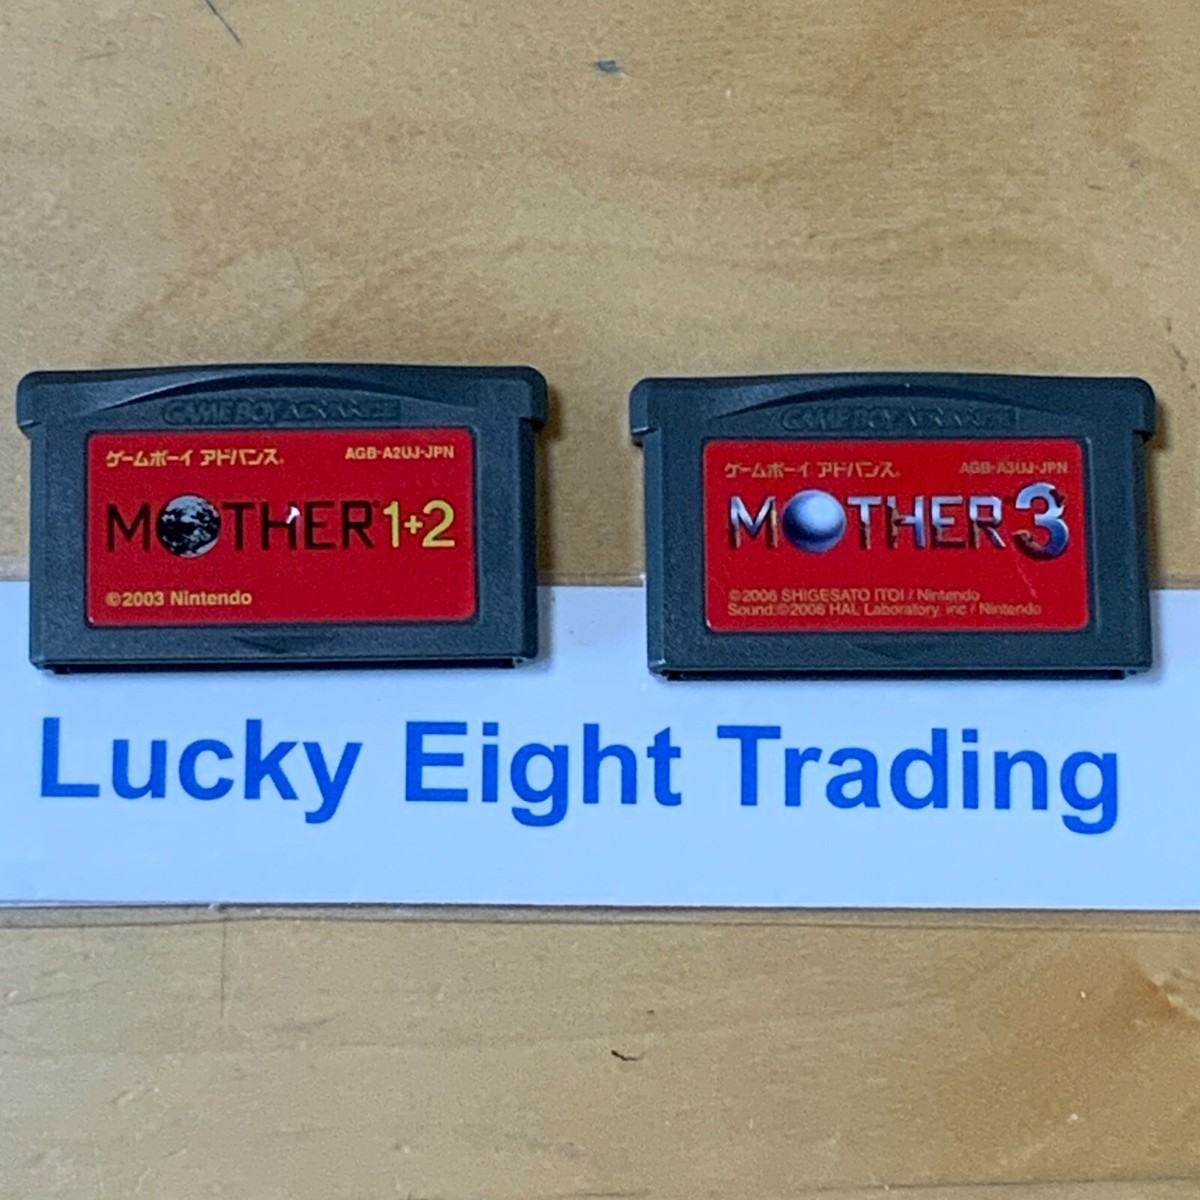 GAME BOY ADVANCE
ゲームボーイ アドバンス。 AGB-A2UJ-JPN
MOTHER 1+2
©2003 Nintendo
GAME BOY ADVANCE
ゲームボーイ アドバンス。 AGB-A3UJ-JPN
MOTHER 3
©2006 SHIGESATO ITOI / Nintendo
Sound:©2006 HAL Laboratory, inc / Nintendo
Lucky Eight Trading